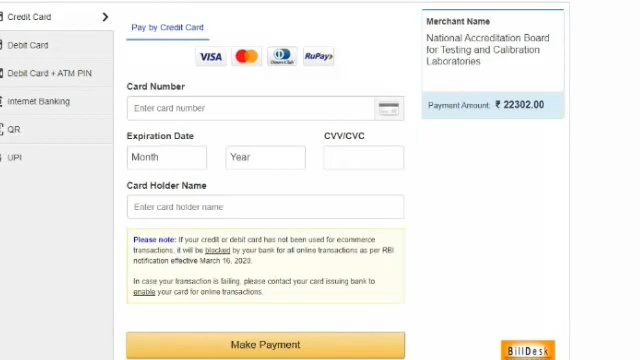 Credit Card
Debit Card
Debit Card + ATM PIN
Internet Banking
QR
UPI
Pay by Credit Card
VISA
RuPay
Card Number
Enter card number
Expiration Date
CVV/CVC
Month
Year
Card Holder Name
Enter card holder name
Please note: If your credit or debit card has not been used for ecommerce
transactions, it will be blocked by your bank for all online transactions as per RBI
notification effective March 16, 2020.
In case your transaction is failing, please contact your card issuing bank to
enable your card for online transactions.
Make Payment
Merchant Name
National Accreditation Board
for Testing and Calibration
Laboratories
Payment Amount: ₹ 22302.00
BillDesk